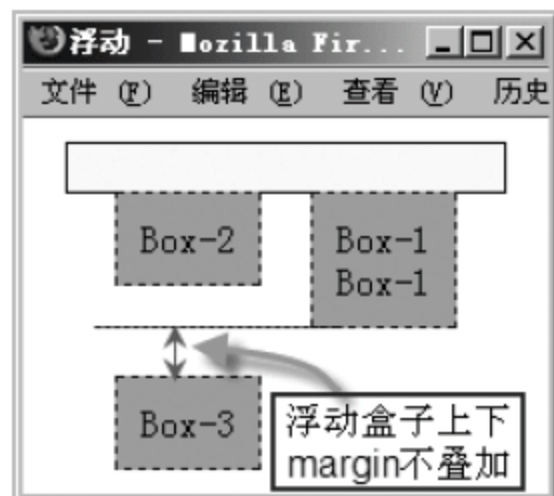 浮动 - Mozilla Fir...
文件 (F) 编辑 (E) 查看 (V) 历史
Box-2
Box-1
Box-1
Box-3
浮动盒子上下
margin不叠加